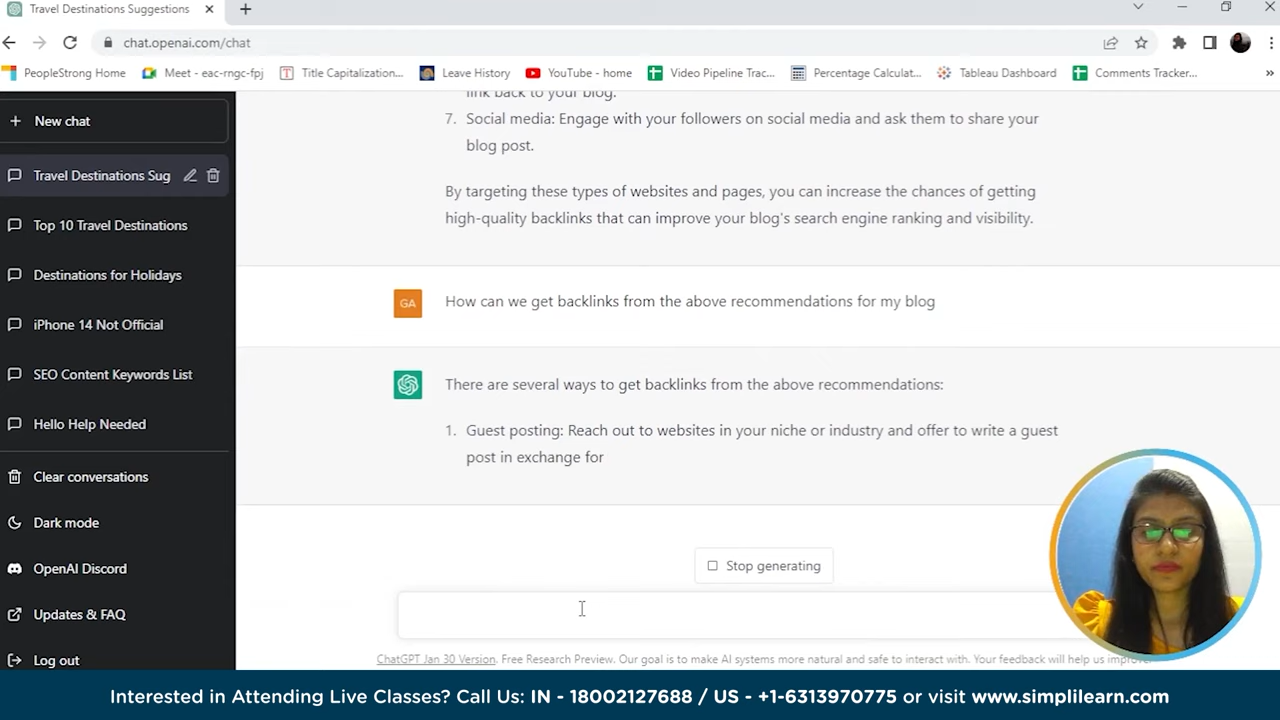 Travel Destinations Suggestions
chat.openai.com/chat
PeopleStrong Home
Meet - eac-rngc-fpj
Title Capitalization...
Leave History
YouTube - home
Video Pipeline Trac...
Percentage Calculat...
Tableau Dashboard
Comments Tracker...
New chat
Travel Destinations Sug
Top 10 Travel Destinations
Destinations for Holidays
iPhone 14 Not Official
SEO Content Keywords List
Hello Help Needed
Clear conversations
Dark mode
OpenAI Discord
Updates & FAQ
Log out
link back to your blog.
7. Social media: Engage with your followers on social media and ask them to share your
blog post.
By targeting these types of websites and pages, you can increase the chances of getting
high-quality backlinks that can improve your blog's search engine ranking and visibility.
GA
How can we get backlinks from the above recommendations for my blog
There are several ways to get backlinks from the above recommendations:
1. Guest posting: Reach out to websites in your niche or industry and offer to write a guest
post in exchange for
Stop generating
ChatGPT Jan 30 Version. Free Research Preview. Our goal is to make AI systems more natural and safe to interact with. Your feedback will help us improve.
Interested in Attending Live Classes? Call Us: IN - 18002127688 / US - +1-6313970775 or visit www.simplilearn.com